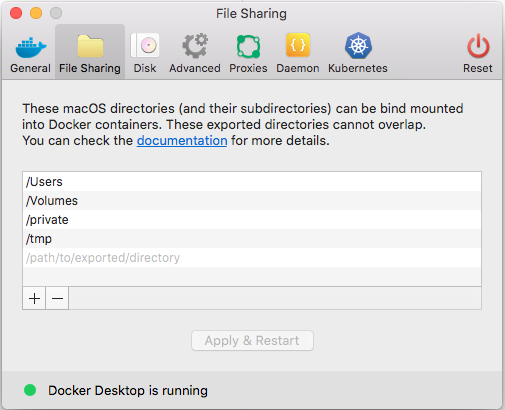 File Sharing
General File Sharing Disk Advanced Proxies Daemon Kubernetes Reset
These macOS directories (and their subdirectories) can be bind mounted
into Docker containers. These exported directories cannot overlap.
You can check the documentation for more details.
/Users
/Volumes
/private
/tmp
/path/to/exported/directory
+ −
Apply & Restart
Docker Desktop is running